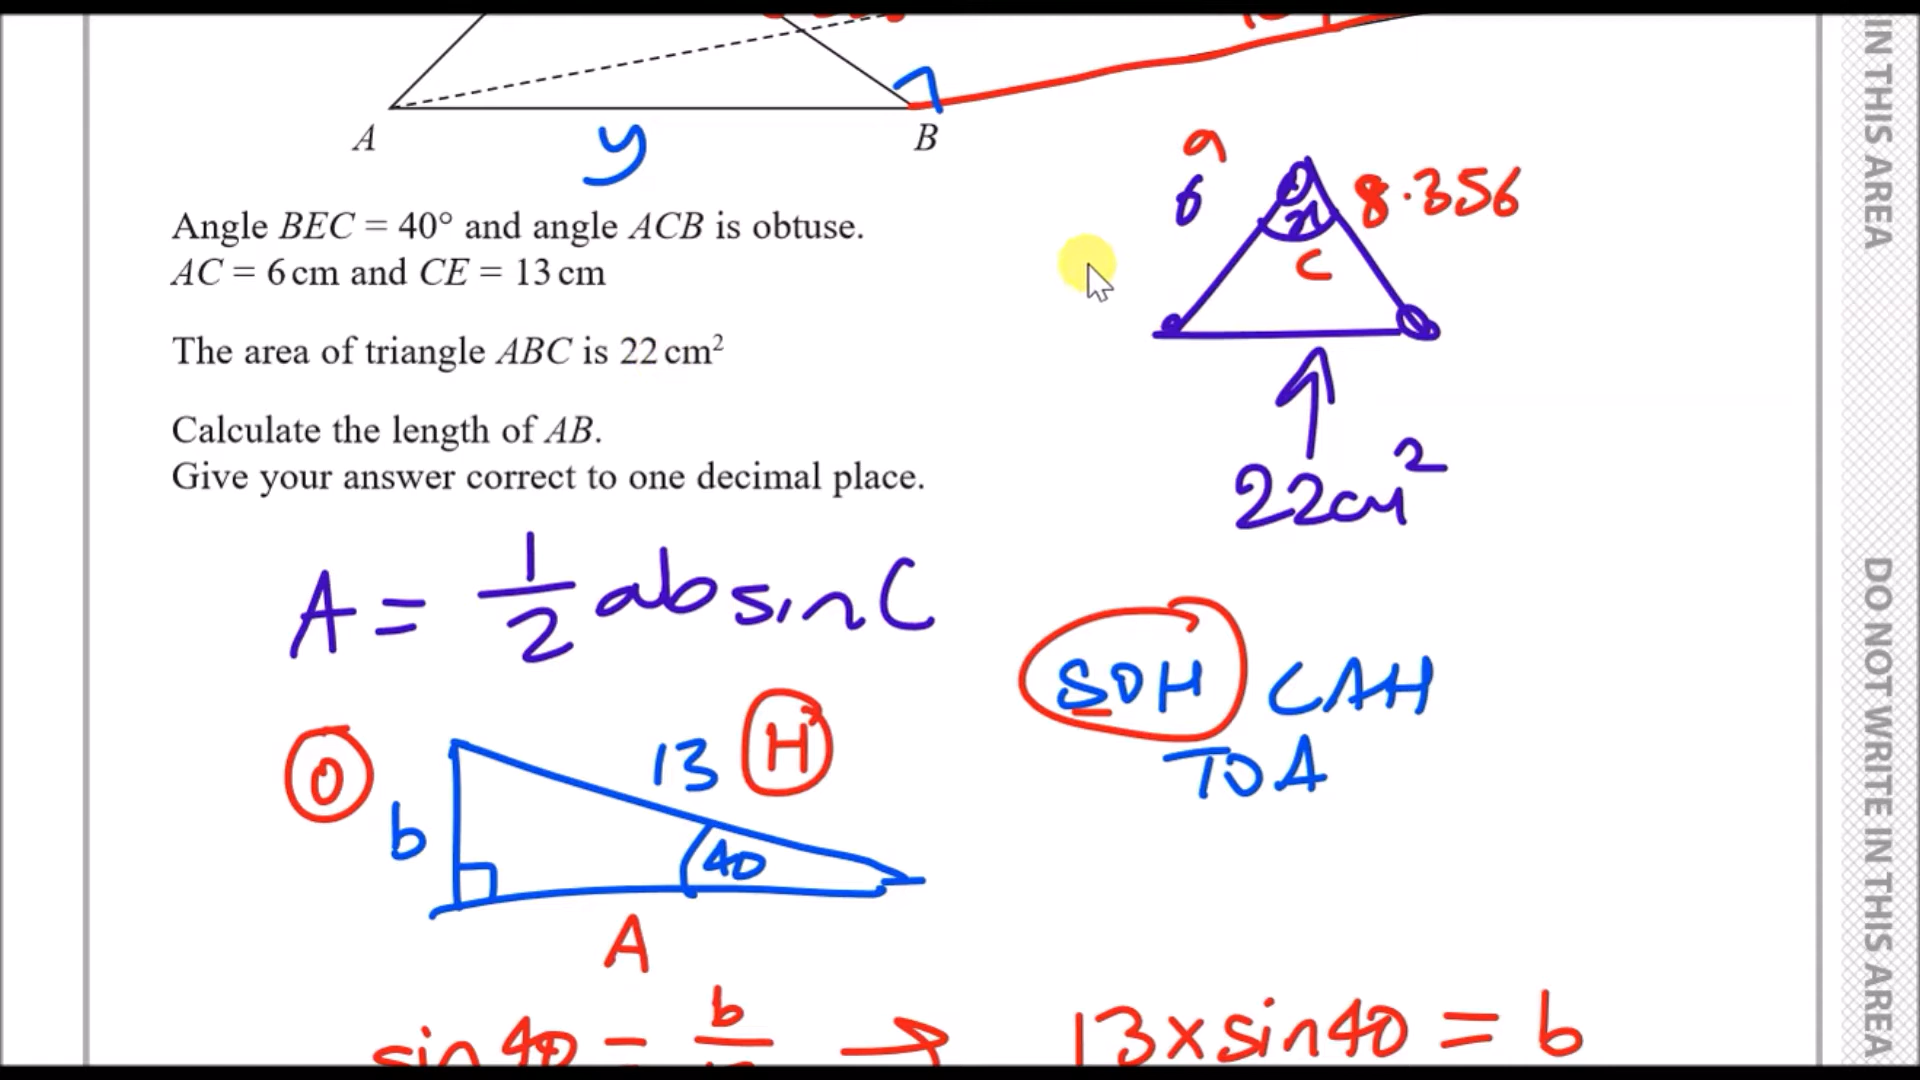 A
B
y
Angle BEC = 40° and angle ACB is obtuse.
AC = 6 cm and CE = 13 cm
The area of triangle ABC is 22 cm²
Calculate the length of AB.
Give your answer correct to one decimal place.
a
6
8.356
x
C
22cm²
A = 1/2 ab sin C
SOH CAH
TOA
O
13 H
b
40
A
sin 40 = b
→ 13 x sin 40 = b
IN THIS AREA
DO NOT WRITE IN THIS AREA